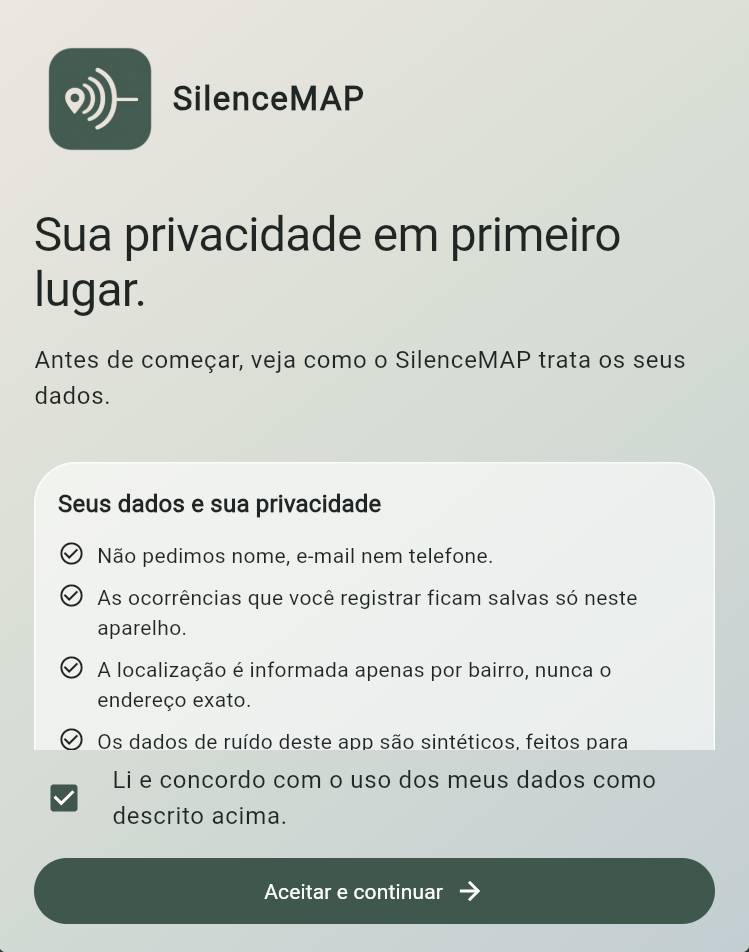 SilenceMAP
Sua privacidade em primeiro
lugar.
Antes de começar, veja como o SilenceMAP trata os seus
dados.
Seus dados e sua privacidade
Não pedimos nome, e-mail nem telefone.
As ocorrências que você registrar ficam salvas só neste
aparelho.
A localização é informada apenas por bairro, nunca o
endereço exato.
Os dados de ruído deste app são sintéticos, feitos para
Li e concordo com o uso dos meus dados como
descrito acima.
Aceitar e continuar